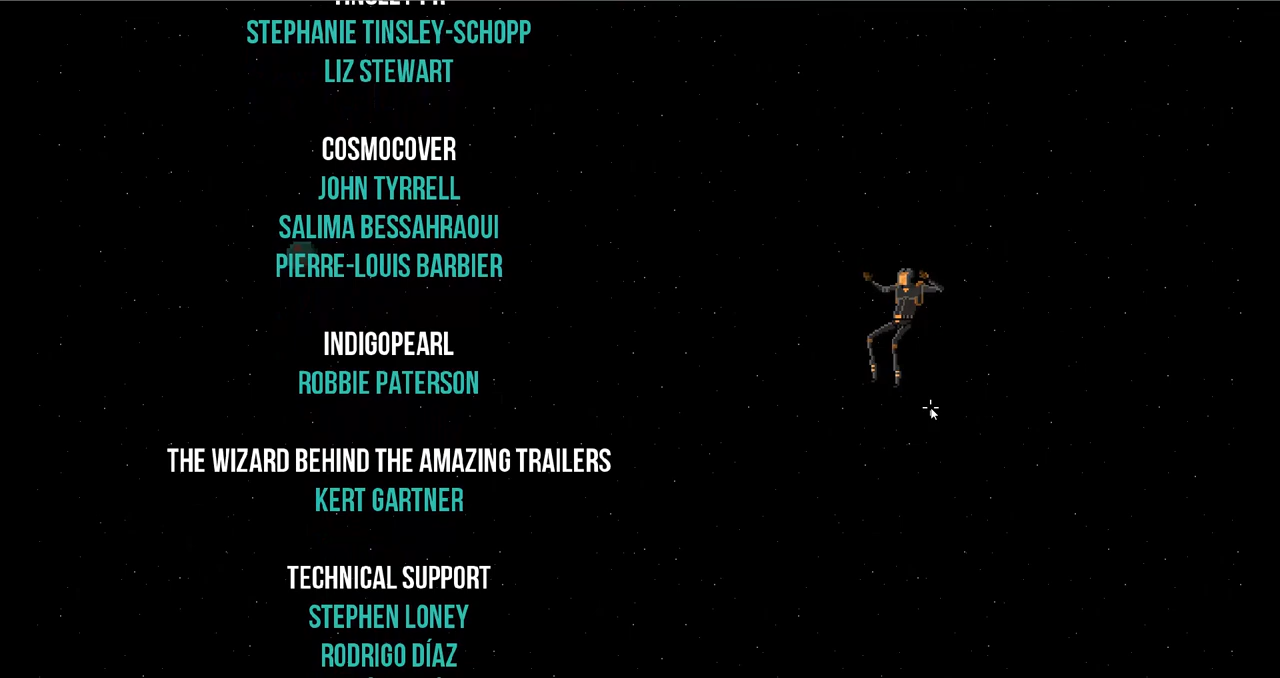 STEPHANIE TINSLEY-SCHOPP
LIZ STEWART
COSMOCOVER
JOHN TYRRELL
SALIMA BESSAHRAOUI
PIERRE-LOUIS BARBIER
INDIGOPEARL
ROBBIE PATERSON
THE WIZARD BEHIND THE AMAZING TRAILERS
KERT GARTNER
TECHNICAL SUPPORT
STEPHEN LONEY
RODRIGO DÍAZ